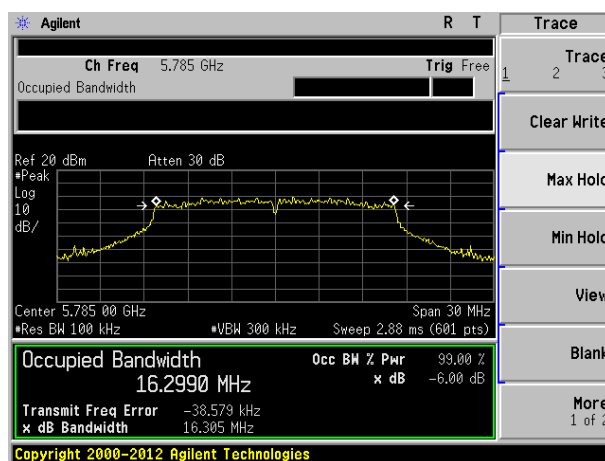 Agilent R T Trace
Ch Freq 5.785 GHz Trig Free
Occupied Bandwidth
Trace
1 2 3
Clear Write
Max Hold
Min Hold
View
Blank
More
1 of 2
Ref 20 dBm Atten 30 dB
#Peak
Log
10
dB/
Center 5.785 00 GHz Span 30 MHz
#Res BW 100 kHz #VBW 300 kHz Sweep 2.88 ms (601 pts)
Occupied Bandwidth Occ BW % Pwr 99.00 %
16.2990 MHz x dB -6.00 dB
Transmit Freq Error -38.579 kHz
x dB Bandwidth 16.305 MHz
Copyright 2000-2012 Agilent Technologies